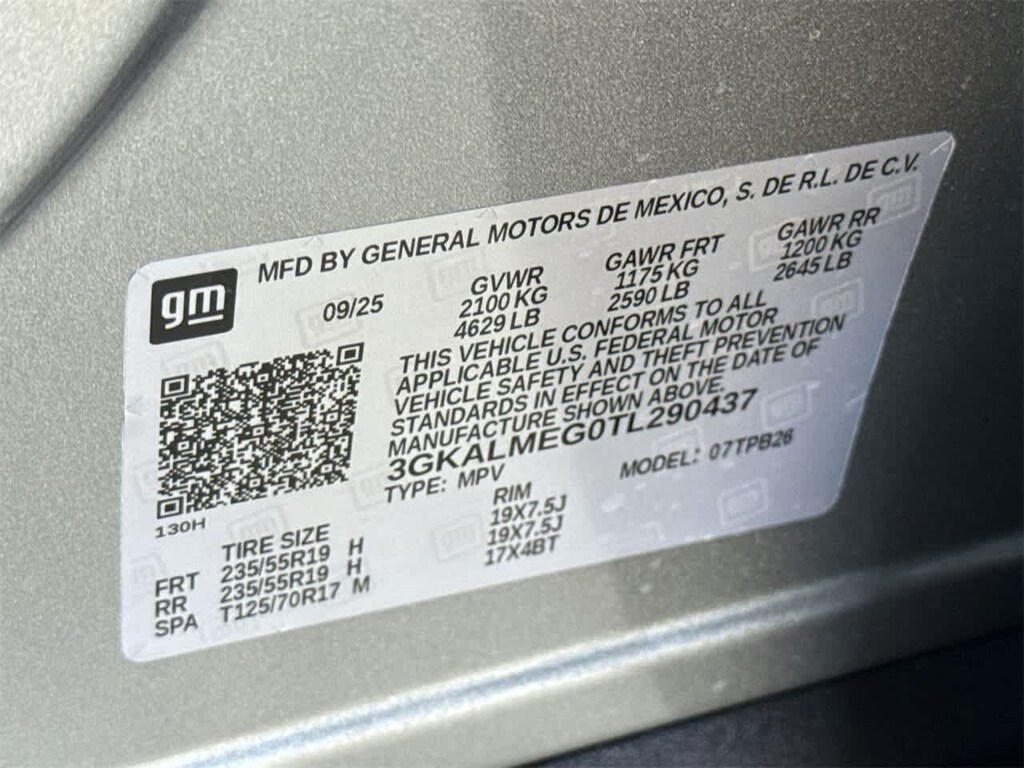 gm
MFD BY GENERAL MOTORS DE MEXICO, S. DE R.L. DE C.V.
09/25
GVWR
2100 KG
4629 LB
GAWR FRT
1175 KG
2590 LB
GAWR RR
1200 KG
2645 LB
THIS VEHICLE CONFORMS TO ALL
APPLICABLE U.S. FEDERAL MOTOR
VEHICLE SAFETY AND THEFT PREVENTION
STANDARDS IN EFFECT ON THE DATE OF
MANUFACTURE SHOWN ABOVE.
3GKALMEG0TL290437
TYPE: MPV
MODEL: 07TPB26
130H
TIRE SIZE RIM
FRT 235/55R19 H 19X7.5J
RR 235/55R19 H 19X7.5J
SPA T125/70R17 M 17X4BT